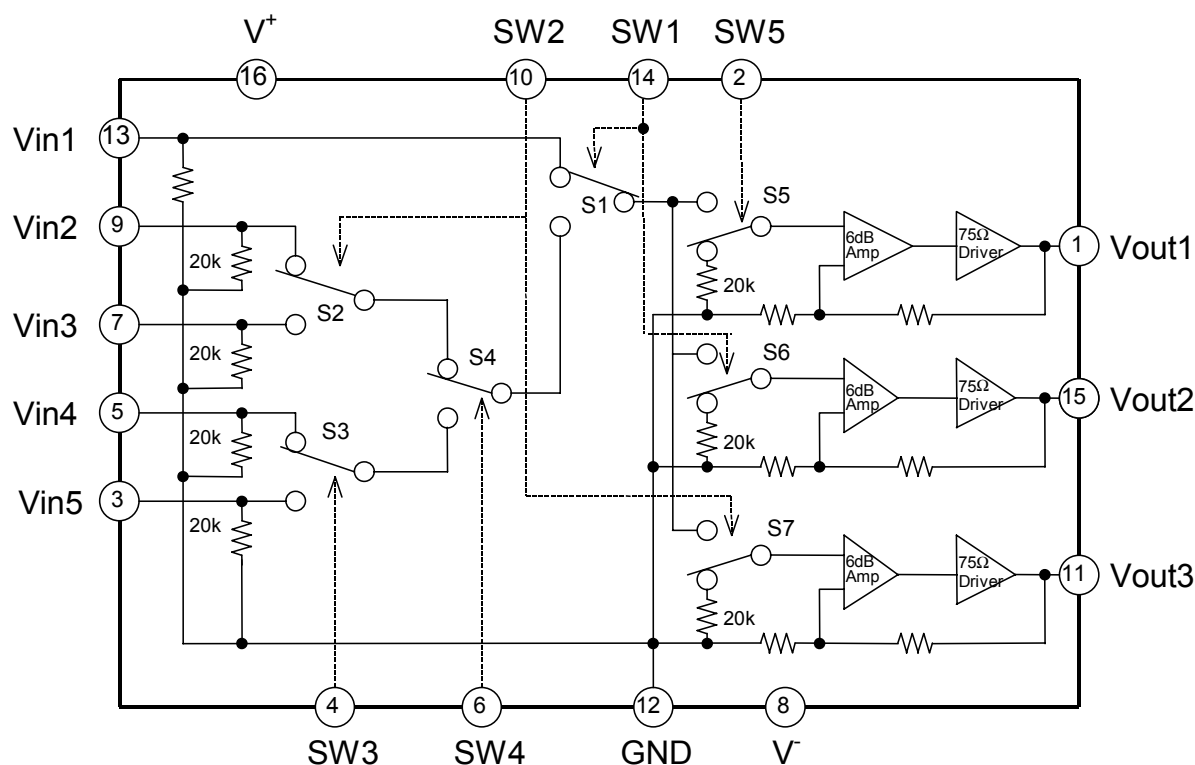 V+ SW2 SW1 SW5
16 10 14 2
Vin1 13
S1
Vin2 9
20k
S5
6dB
Amp
75Ω
Driver
1 Vout1
20k
S2
Vin3 7
20k
S4
S6
6dB
Amp
75Ω
Driver
15 Vout2
20k
Vin4 5
20k
S3
Vin5 3
20k
S7
6dB
Amp
75Ω
Driver
11 Vout3
20k
4 6 12 8
SW3 SW4 GND V-